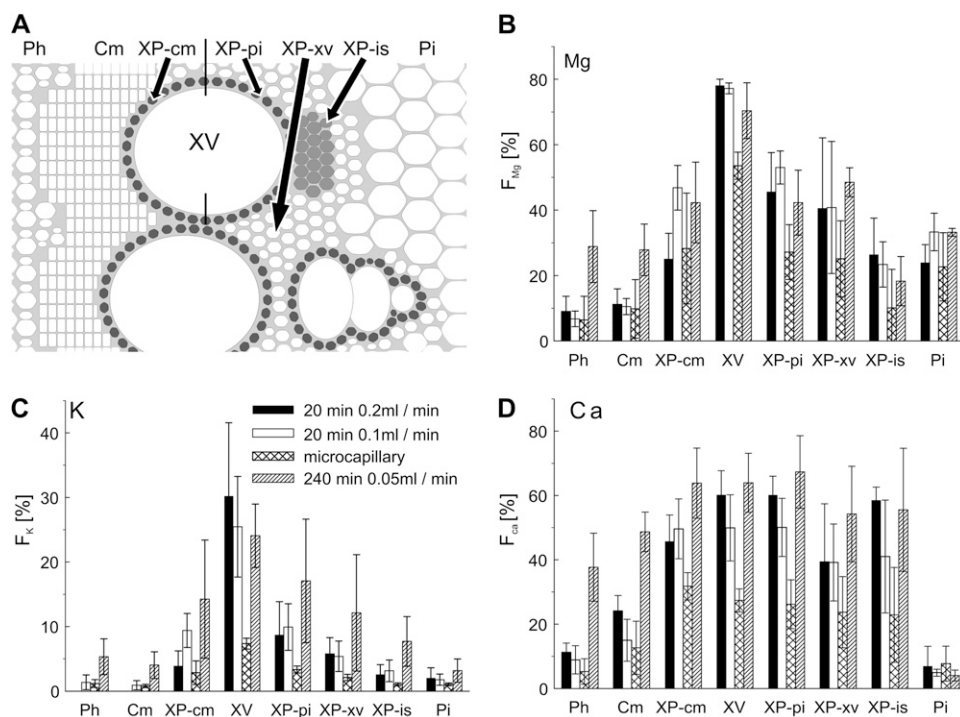 A
Ph Cm XP-cm XP-pi XP-xv XP-is Pi
XV
B
Mg
F_Mg [%]
80
60
40
20
0
Ph Cm XP-cm XV XP-pi XP-xv XP-is Pi
C
K
F_K [%]
40
30
20
10
0
20 min 0.2ml / min
20 min 0.1ml / min
microcapillary
240 min 0.05ml / min
Ph Cm XP-cm XV XP-pi XP-xv XP-is Pi
D
Ca
F_ca [%]
80
60
40
20
0
Ph Cm XP-cm XV XP-pi XP-xv XP-is Pi